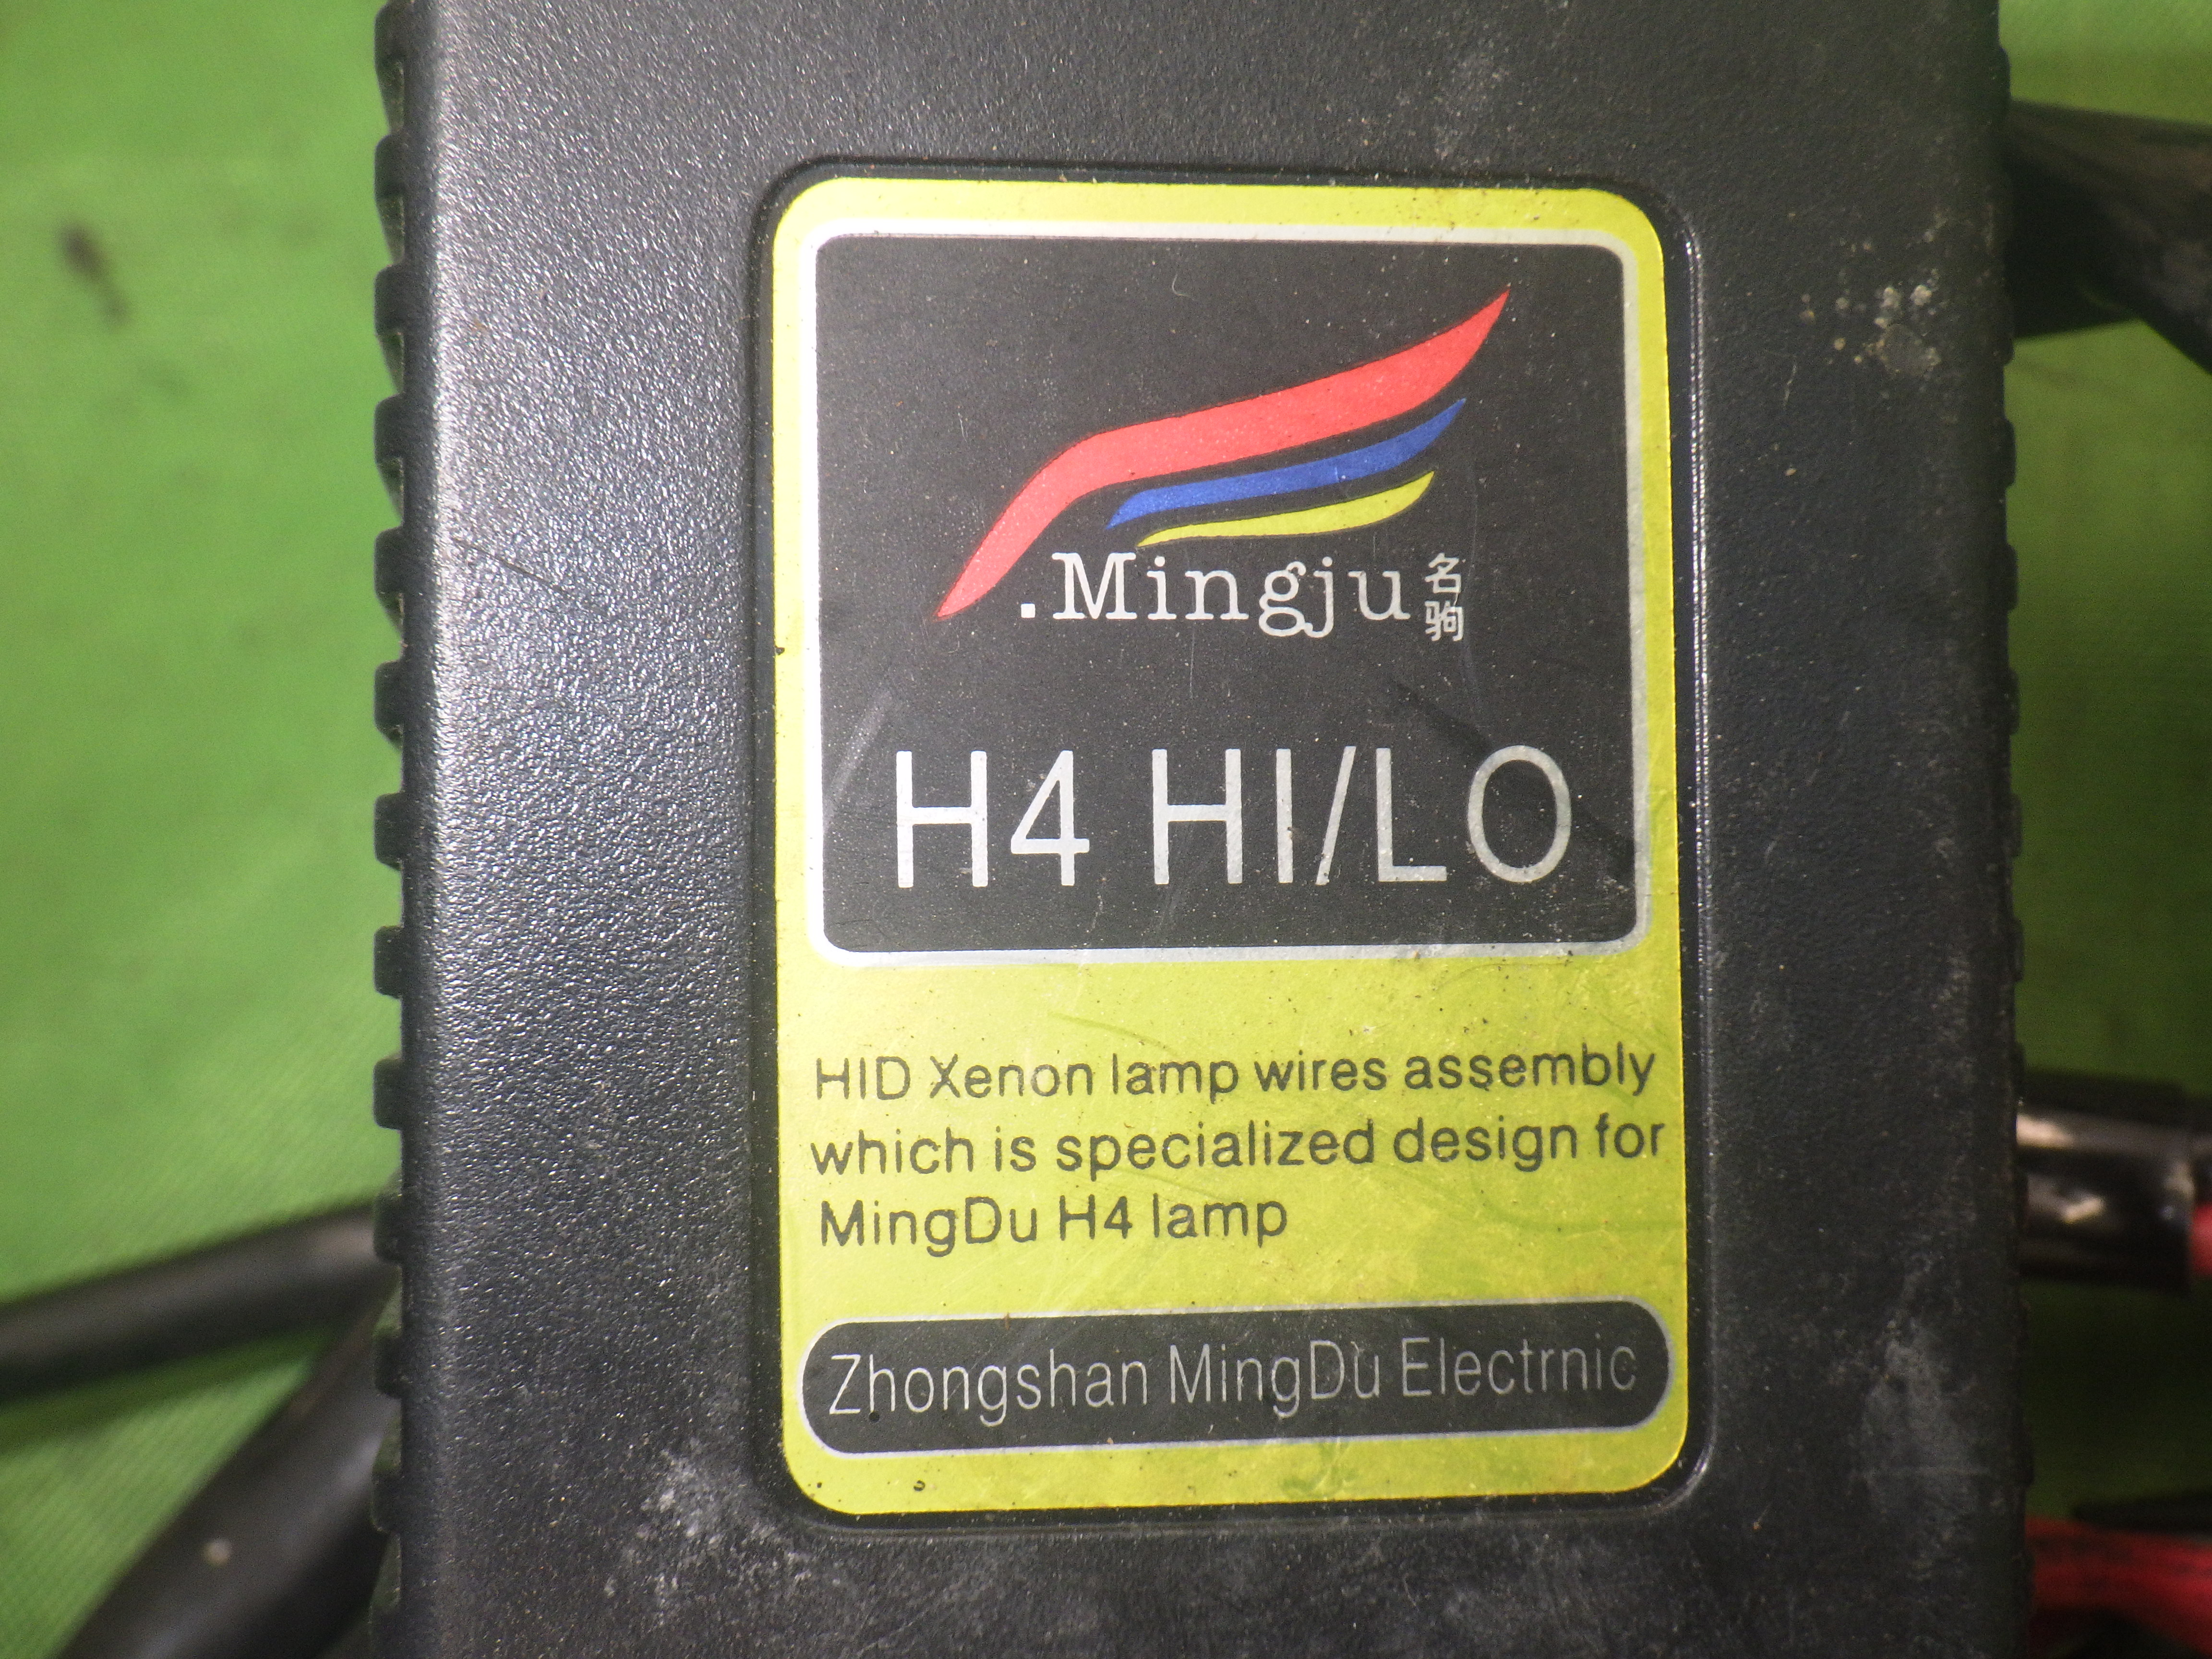 .Mingju 名驹
H4 HI/LO
HID Xenon lamp wires assembly
which is specialized design for
MingDu H4 lamp
Zhongshan MingDu Electrnic